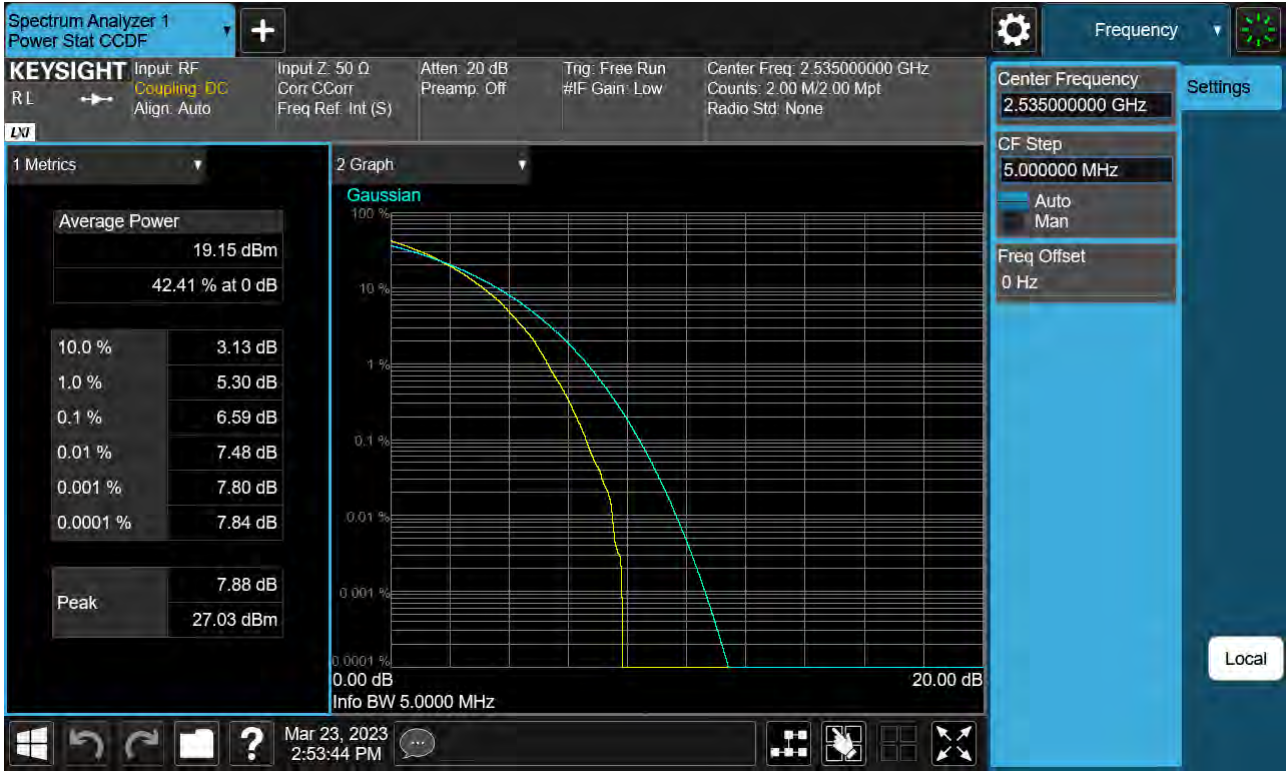 Spectrum Analyzer 1
Power Stat CCDF
Frequency
KEYSIGHT
R L
LXI
Input: RF
Coupling: DC
Align: Auto
Input Z: 50 Ω
Corr CCorr
Freq Ref: Int (S)
Atten: 20 dB
Preamp: Off
Trig: Free Run
#IF Gain: Low
Center Freq: 2.535000000 GHz
Counts: 2.00 M/2.00 Mpt
Radio Std: None
Center Frequency
2.535000000 GHz
Settings
CF Step
5.000000 MHz
Auto
Man
Freq Offset
0 Hz
Local
1 Metrics
Average Power
19.15 dBm
42.41 % at 0 dB
10.0 % 3.13 dB
1.0 % 5.30 dB
0.1 % 6.59 dB
0.01 % 7.48 dB
0.001 % 7.80 dB
0.0001 % 7.84 dB
Peak
7.88 dB
27.03 dBm
2 Graph
Gaussian
100 %
10 %
1 %
0.1 %
0.01 %
0.001 %
0.0001 %
0.00 dB 20.00 dB
Info BW 5.0000 MHz
?
Mar 23, 2023
2:53:44 PM